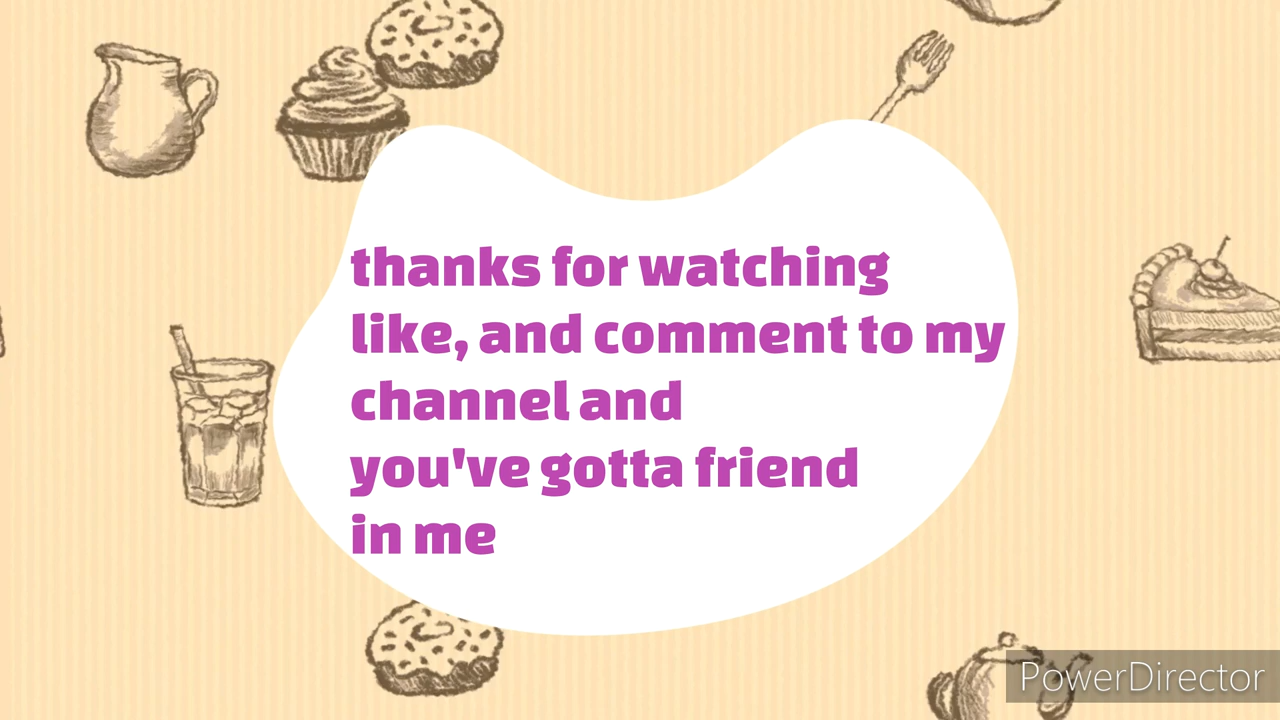 thanks for watching
like, and comment to my
channel and
you've gotta friend
in me
PowerDirector